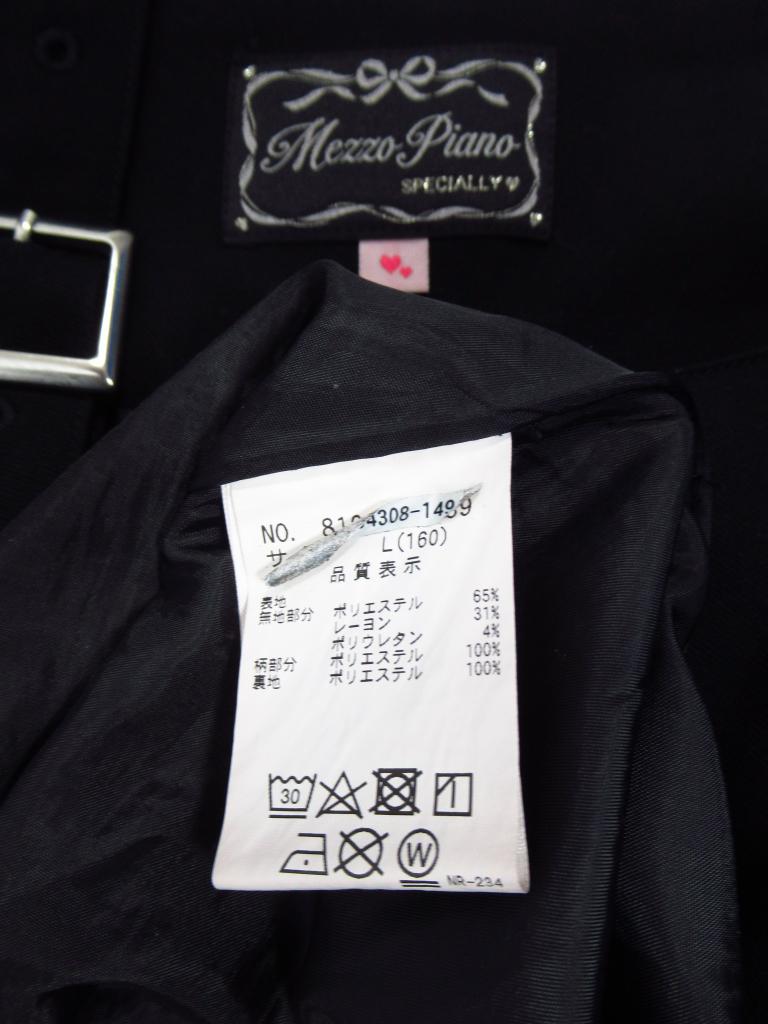 Mezzo Piano
SPECIALLY
NO. 81 4308-1499
サ L(160)
品質表示
表地
無地部分 ポリエステル 65%
レーヨン 31%
ポリウレタン 4%
柄部分 ポリエステル 100%
裏地 ポリエステル 100%
30
W
NR-234